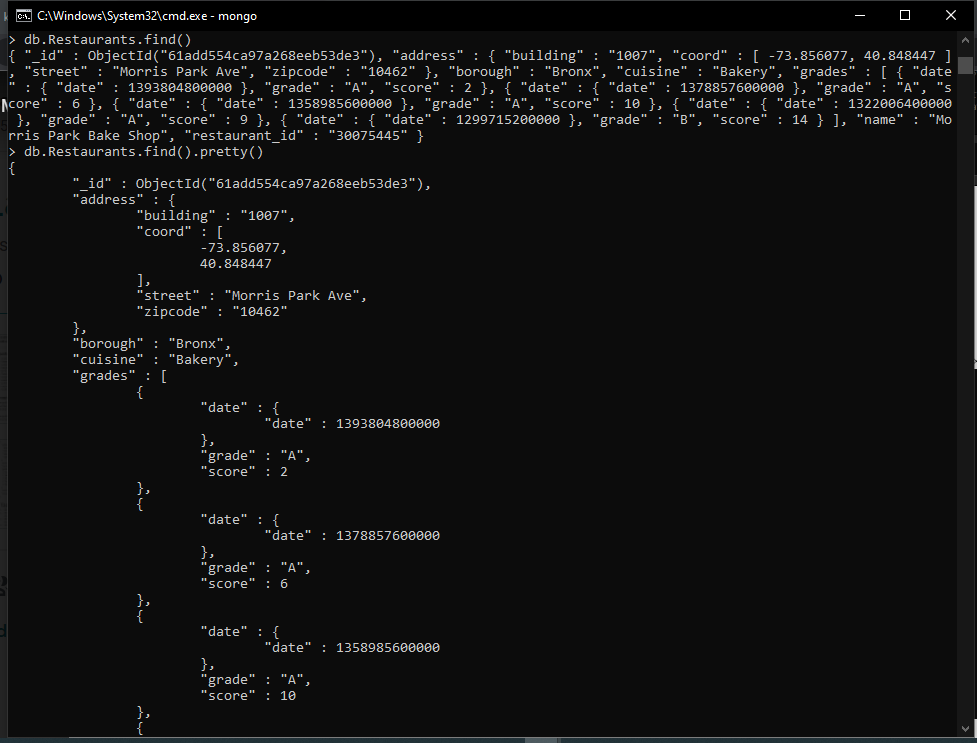 C:\Windows\System32\cmd.exe - mongo
> db.Restaurants.find()
{ "_id" : ObjectId("61add554ca97a268eeb53de3"), "address" : { "building" : "1007", "coord" : [ -73.856077, 40.848447 ]
, "street" : "Morris Park Ave", "zipcode" : "10462" }, "borough" : "Bronx", "cuisine" : "Bakery", "grades" : [ { "date
" : { "date" : 1393804800000 }, "grade" : "A", "score" : 2 }, { "date" : { "date" : 1378857600000 }, "grade" : "A", "s
core" : 6 }, { "date" : { "date" : 1358985600000 }, "grade" : "A", "score" : 10 }, { "date" : { "date" : 1322006400000
 }, "grade" : "A", "score" : 9 }, { "date" : { "date" : 1299715200000 }, "grade" : "B", "score" : 14 } ], "name" : "Mo
rris Park Bake Shop", "restaurant_id" : "30075445" }
> db.Restaurants.find().pretty()
{
        "_id" : ObjectId("61add554ca97a268eeb53de3"),
        "address" : {
                "building" : "1007",
                "coord" : [
                        -73.856077,
                        40.848447
                ],
                "street" : "Morris Park Ave",
                "zipcode" : "10462"
        },
        "borough" : "Bronx",
        "cuisine" : "Bakery",
        "grades" : [
                {
                        "date" : {
                                "date" : 1393804800000
                        },
                        "grade" : "A",
                        "score" : 2
                },
                {
                        "date" : {
                                "date" : 1378857600000
                        },
                        "grade" : "A",
                        "score" : 6
                },
                {
                        "date" : {
                                "date" : 1358985600000
                        },
                        "grade" : "A",
                        "score" : 10
                },
                {